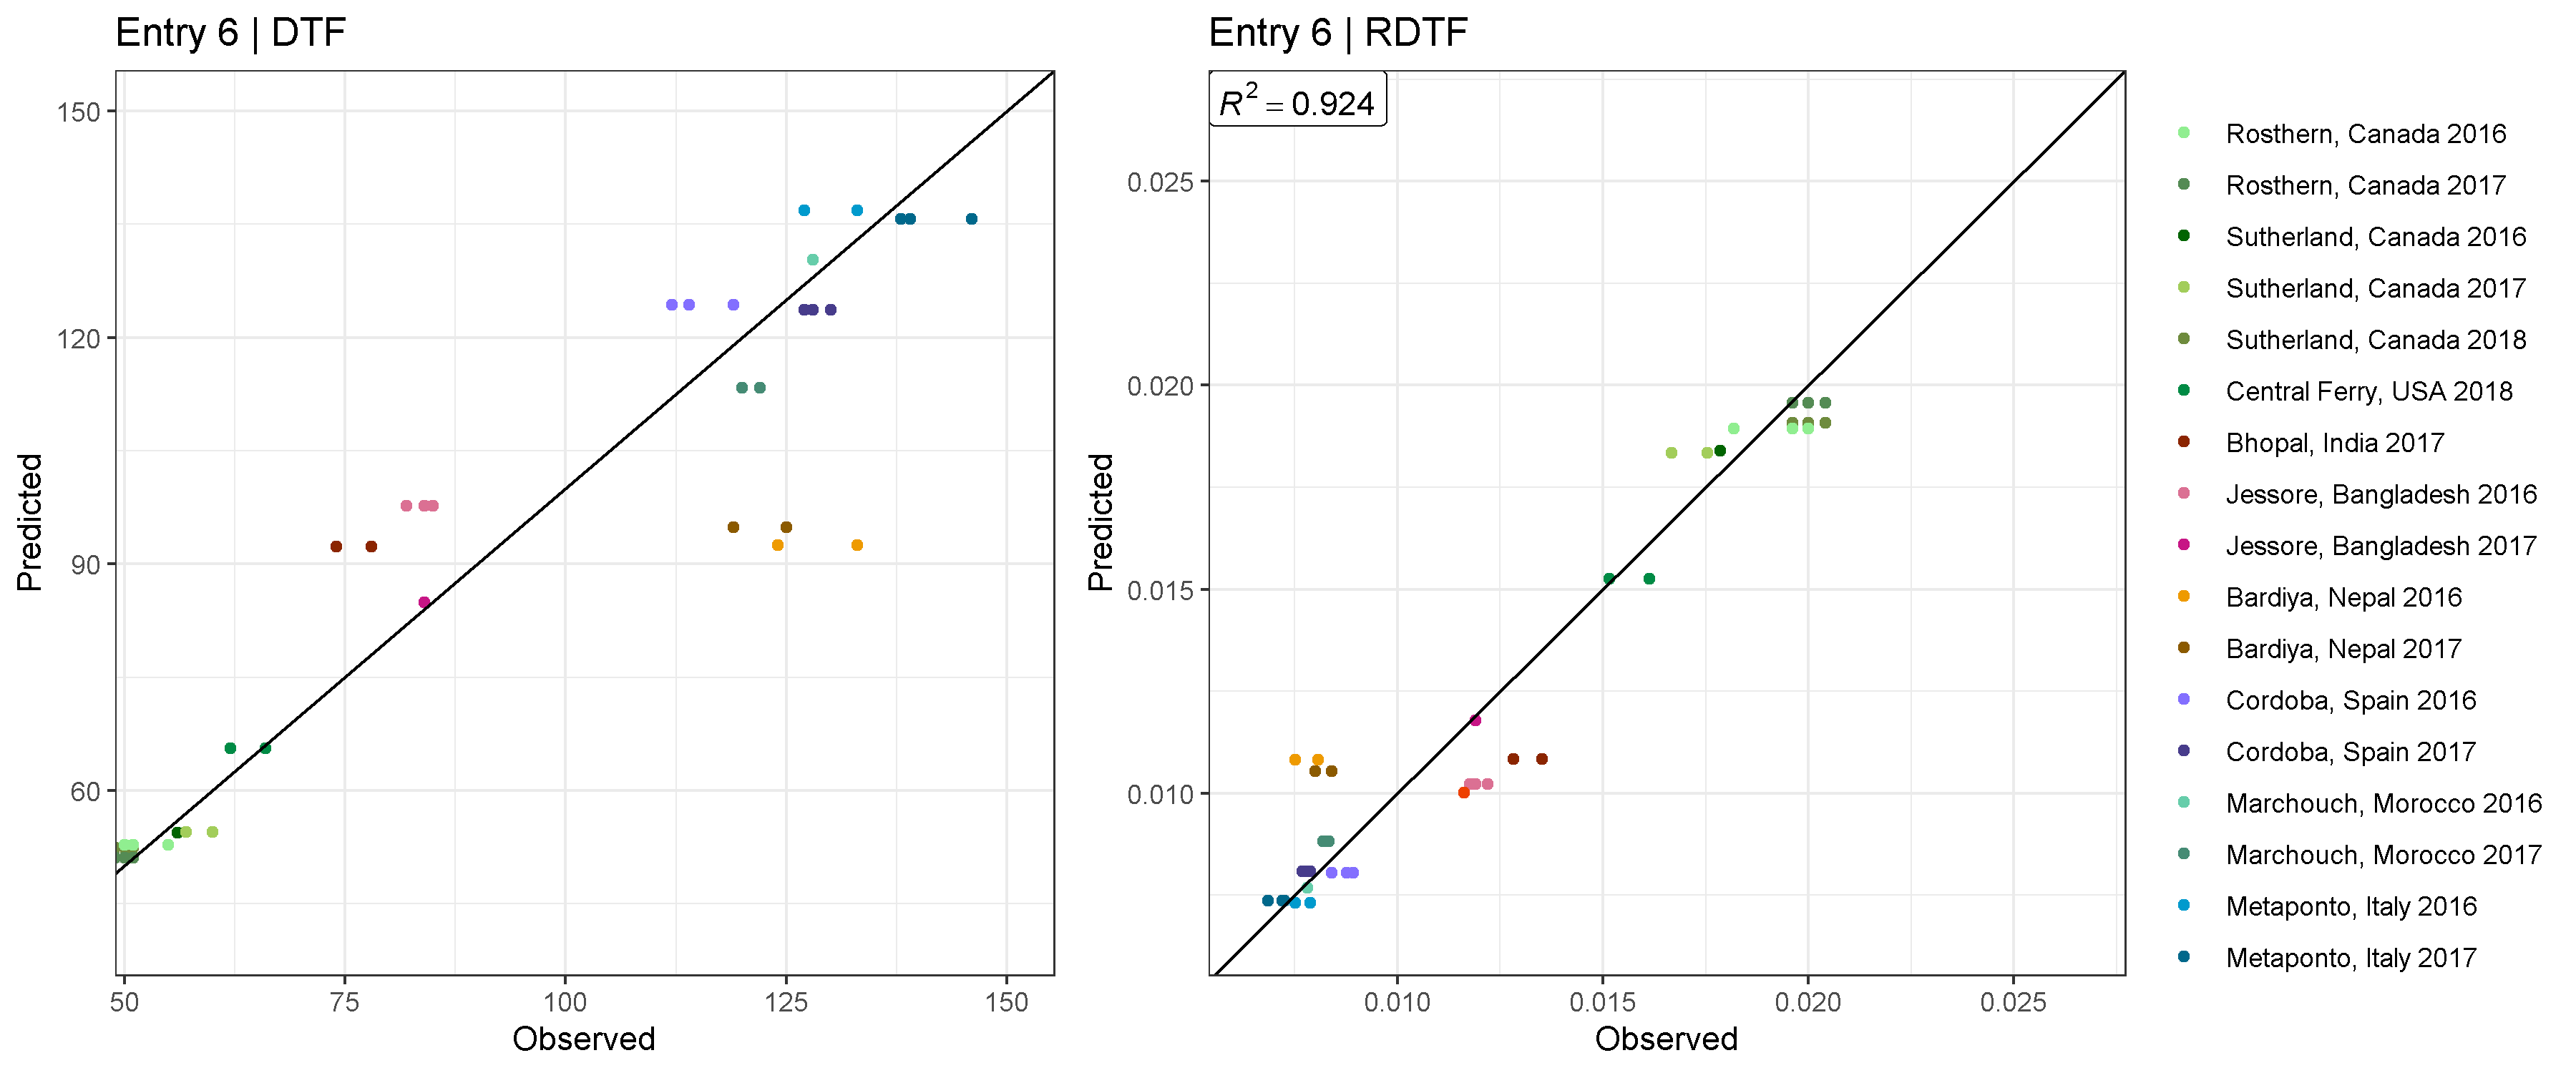 Entry 6 | DTF
150
120
90
60
Predicted
50
75
100
125
150
Observed
Entry 6 | RDTF
R² = 0.924
0.025
0.020
0.015
0.010
Predicted
0.010
0.015
0.020
0.025
Observed
Rosthern, Canada 2016
Rosthern, Canada 2017
Sutherland, Canada 2016
Sutherland, Canada 2017
Sutherland, Canada 2018
Central Ferry, USA 2018
Bhopal, India 2017
Jessore, Bangladesh 2016
Jessore, Bangladesh 2017
Bardiya, Nepal 2016
Bardiya, Nepal 2017
Cordoba, Spain 2016
Cordoba, Spain 2017
Marchouch, Morocco 2016
Marchouch, Morocco 2017
Metaponto, Italy 2016
Metaponto, Italy 2017